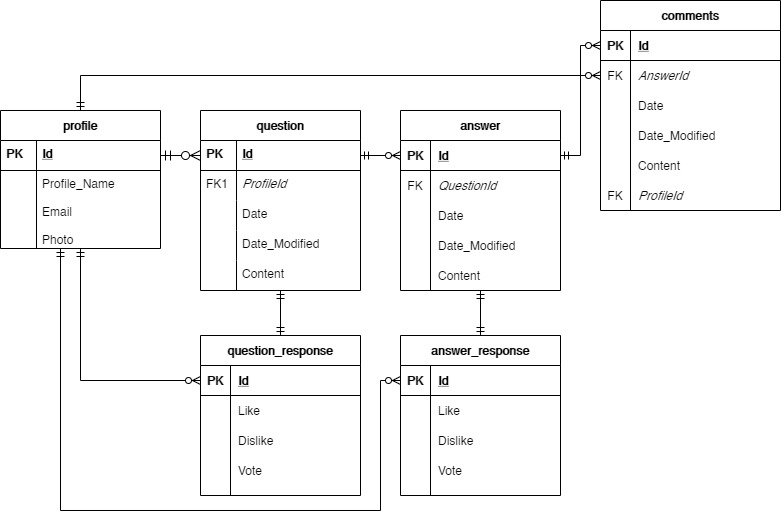 comments
PK Id
FK AnswerId
Date
Date_Modified
Content
FK ProfileId
profile
PK Id
Profile_Name
Email
Photo
question
PK Id
FK1 ProfileId
Date
Date_Modified
Content
answer
PK Id
FK QuestionId
Date
Date_Modified
Content
question_response
PK Id
Like
Dislike
Vote
answer_response
PK Id
Like
Dislike
Vote